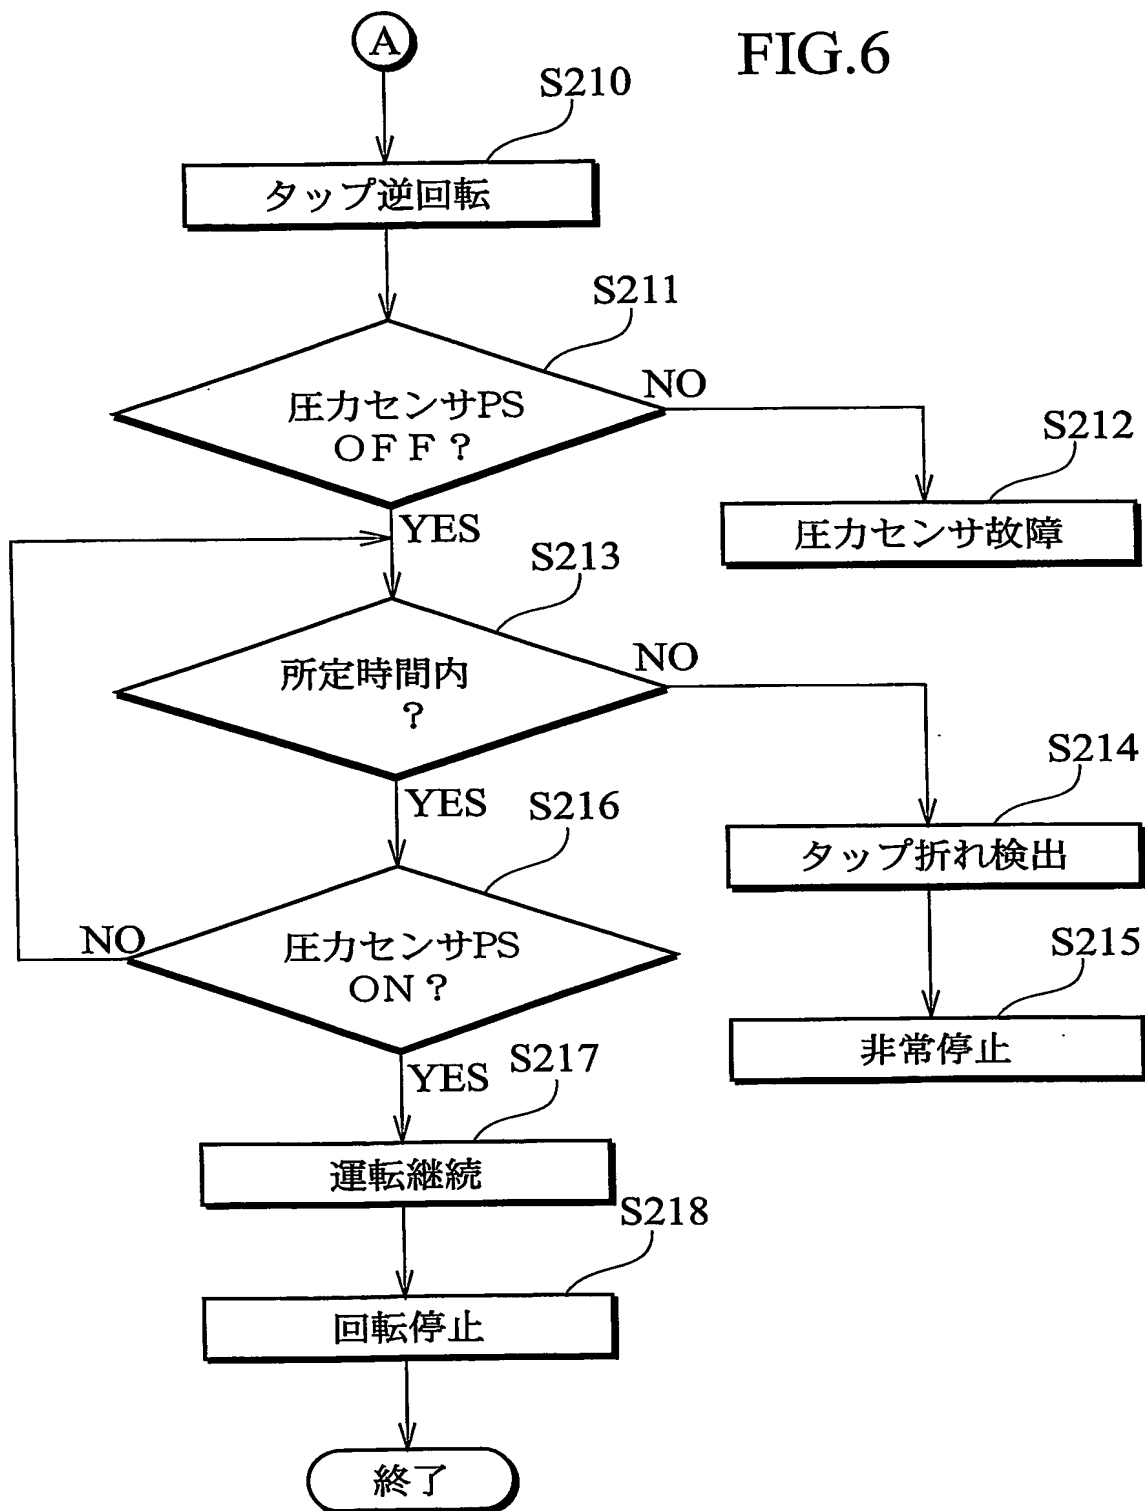 FIG.6
A
S210
タップ逆回転
S211
圧力センサPS
OFF?
NO
YES
S212
圧力センサ故障
S213
所定時間内
?
NO
YES
S214
タップ折れ検出
S215
非常停止
S216
圧力センサPS
ON?
NO
YES
S217
運転継続
S218
回転停止
終了